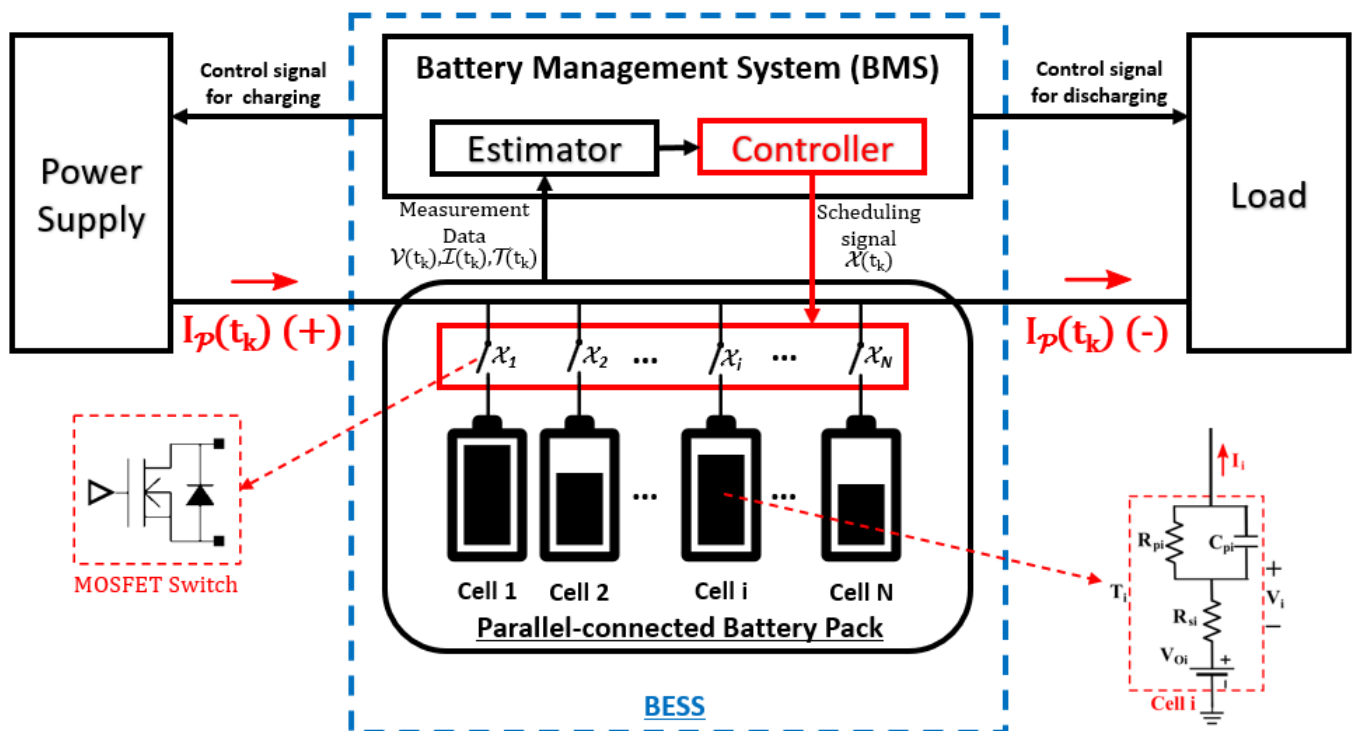 Battery Management System (BMS)
Control signal
for charging
Control signal
for discharging
Estimator
Controller
Power
Supply
Load
Measurement
Data
𝒱(tₖ),ℐ(tₖ),𝒯(tₖ)
Scheduling
signal
𝒳(tₖ)
I𝒫(tₖ) (+)
I𝒫(tₖ) (-)
𝒳1
𝒳2
...
𝒳i
...
𝒳N
...
...
MOSFET Switch
Cell 1
Cell 2
Cell i
Cell N
Parallel-connected Battery Pack
BESS
Ii
Rpi
Cpi
Ti
+
Vi
−
Rsi
VOi
+
-
Cell i